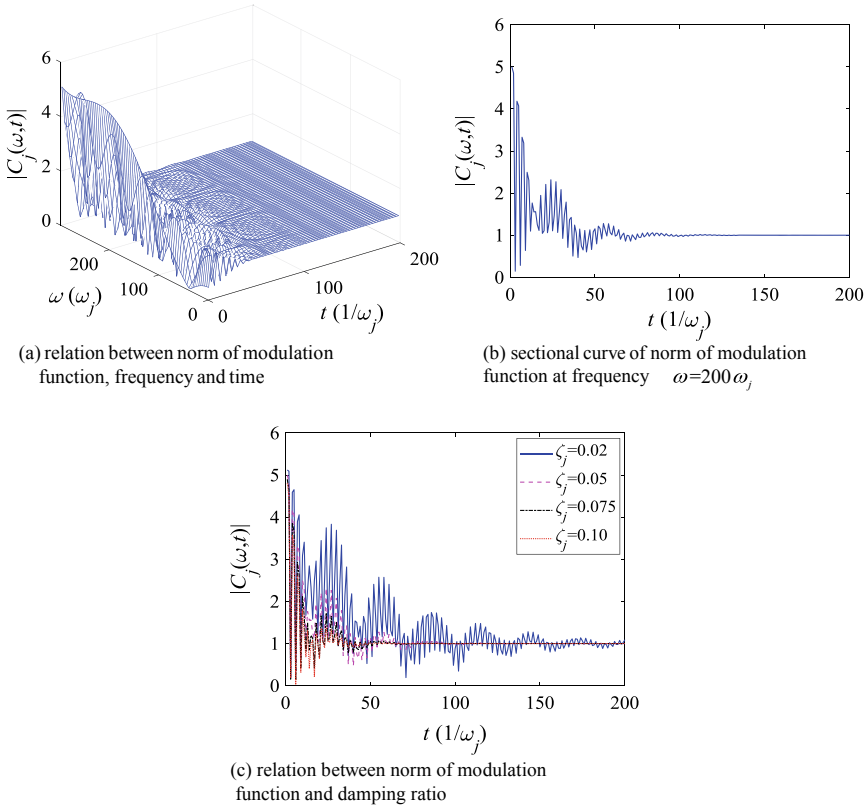 6
4
2
0
|C_j(ω,t)|
200
100
0
ω (ω_j)
0
100
200
t (1/ω_j)
(a) relation between norm of modulation
function, frequency and time
6
5
4
3
2
1
0
50
100
150
200
|C_j(ω,t)|
t (1/ω_j)
(b) sectional curve of norm of modulation
function at frequency ω=200ω_j
6
5
4
3
2
1
0
0
50
100
150
200
|C_j(ω,t)|
t (1/ω_j)
ζ_j=0.02
ζ_j=0.05
ζ_j=0.075
ζ_j=0.10
(c) relation between norm of modulation
function and damping ratio